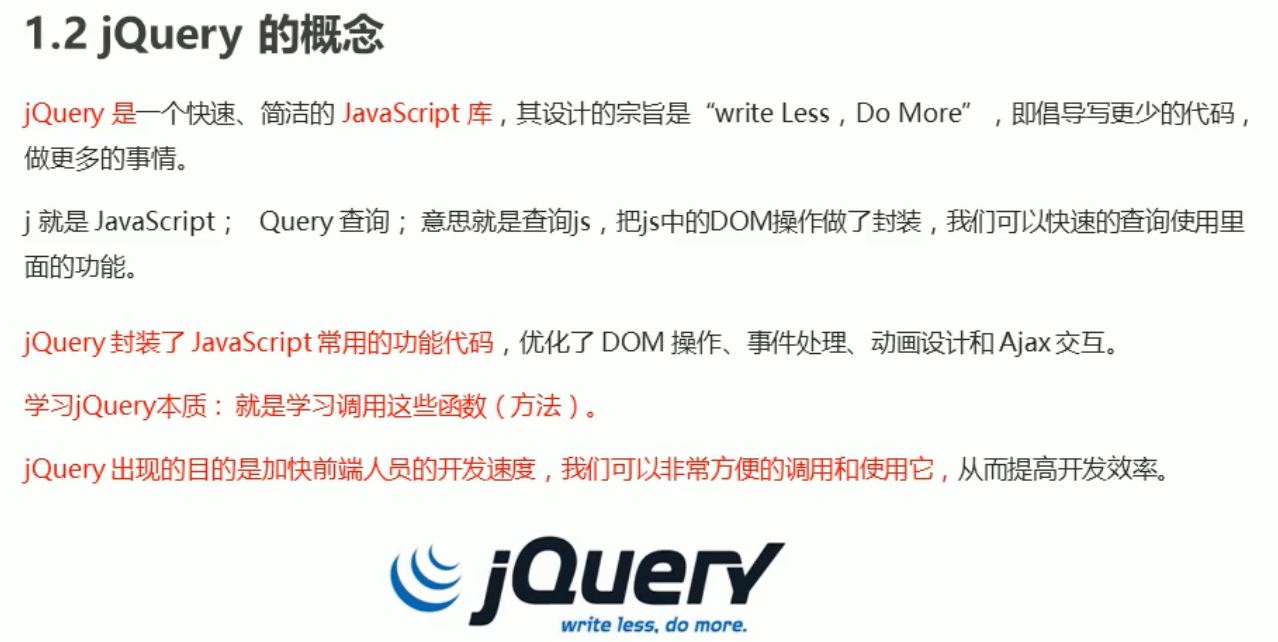 1.2 jQuery 的概念
jQuery 是一个快速、简洁的 JavaScript 库，其设计的宗旨是“write Less，Do More”，即倡导写更少的代码，
做更多的事情。
j 就是 JavaScript； Query 查询； 意思就是查询js，把js中的DOM操作做了封装，我们可以快速的查询使用里
面的功能。
jQuery 封装了 JavaScript 常用的功能代码，优化了 DOM 操作、事件处理、动画设计和 Ajax 交互。
学习jQuery本质： 就是学习调用这些函数（方法）。
jQuery 出现的目的是加快前端人员的开发速度，我们可以非常方便的调用和使用它，从而提高开发效率。
jQuery
write less, do more.